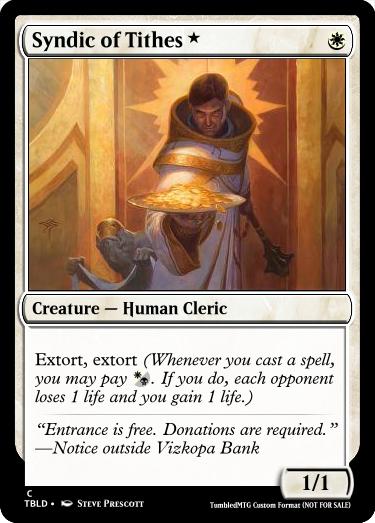 Syndic of Tithes ★
Creature — Human Cleric
Extort, extort (Whenever you cast a spell,
you may pay . If you do, each opponent
loses 1 life and you gain 1 life.)
“Entrance is free. Donations are required.”
—Notice outside Vizkopa Bank
1/1
C
TBLD • Steve Prescott
TumbledMTG Custom Format (NOT FOR SALE)